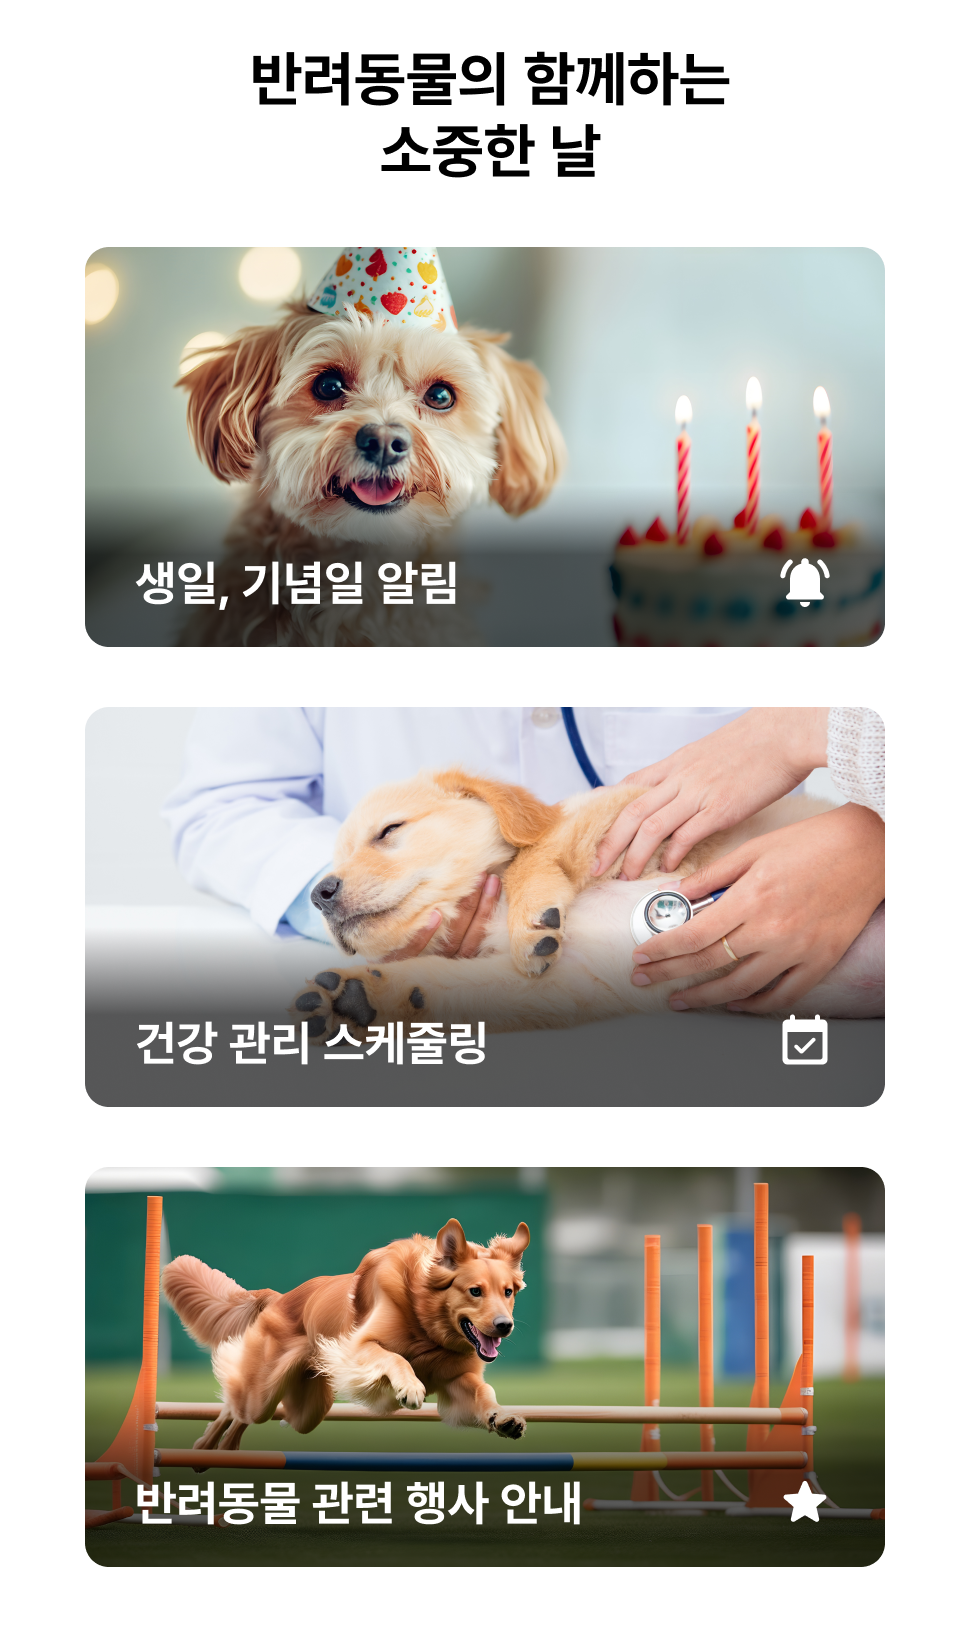 반려동물의 함께하는
소중한 날
생일, 기념일 알림
건강 관리 스케줄링
반려동물 관련 행사 안내